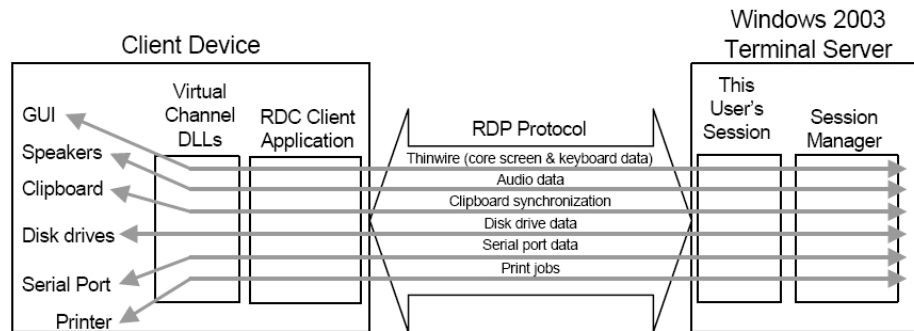 Windows 2003
Terminal Server
Client Device
Virtual
Channel
DLLs
RDC Client
Application
RDP Protocol
This
User's
Session
Session
Manager
GUI
Speakers
Clipboard
Disk drives
Serial Port
Printer
Thinwire (core screen & keyboard data)
Audio data
Clipboard synchronization
Disk drive data
Serial port data
Print jobs